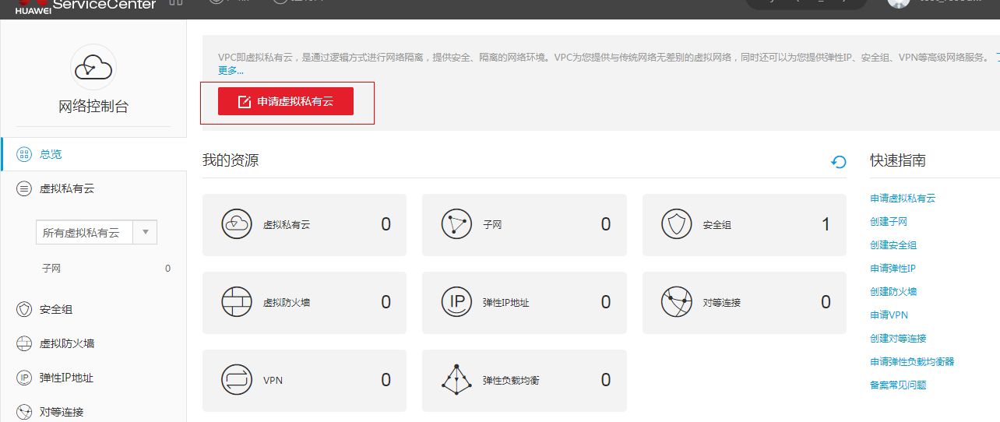 HUAWEI ServiceCenter
VPC即虚拟私有云，是通过逻辑方式进行网络隔离，提供安全、隔离的网络环境。VPC为您提供与传统网络无差别的虚拟网络，同时还可以为您提供弹性IP、安全组、VPN等高级网络服务。
更多...
申请虚拟私有云
网络控制台
总览
虚拟私有云
所有虚拟私有云
子网 0
安全组
虚拟防火墙
IP 弹性IP地址
对等连接
我的资源
虚拟私有云 0
子网 0
安全组 1
虚拟防火墙 0
IP 弹性IP地址 0
对等连接 0
VPN 0
弹性负载均衡 0
快速指南
申请虚拟私有云
创建子网
创建安全组
申请弹性IP
创建防火墙
申请VPN
创建对等连接
申请弹性负载均衡器
备案常见问题